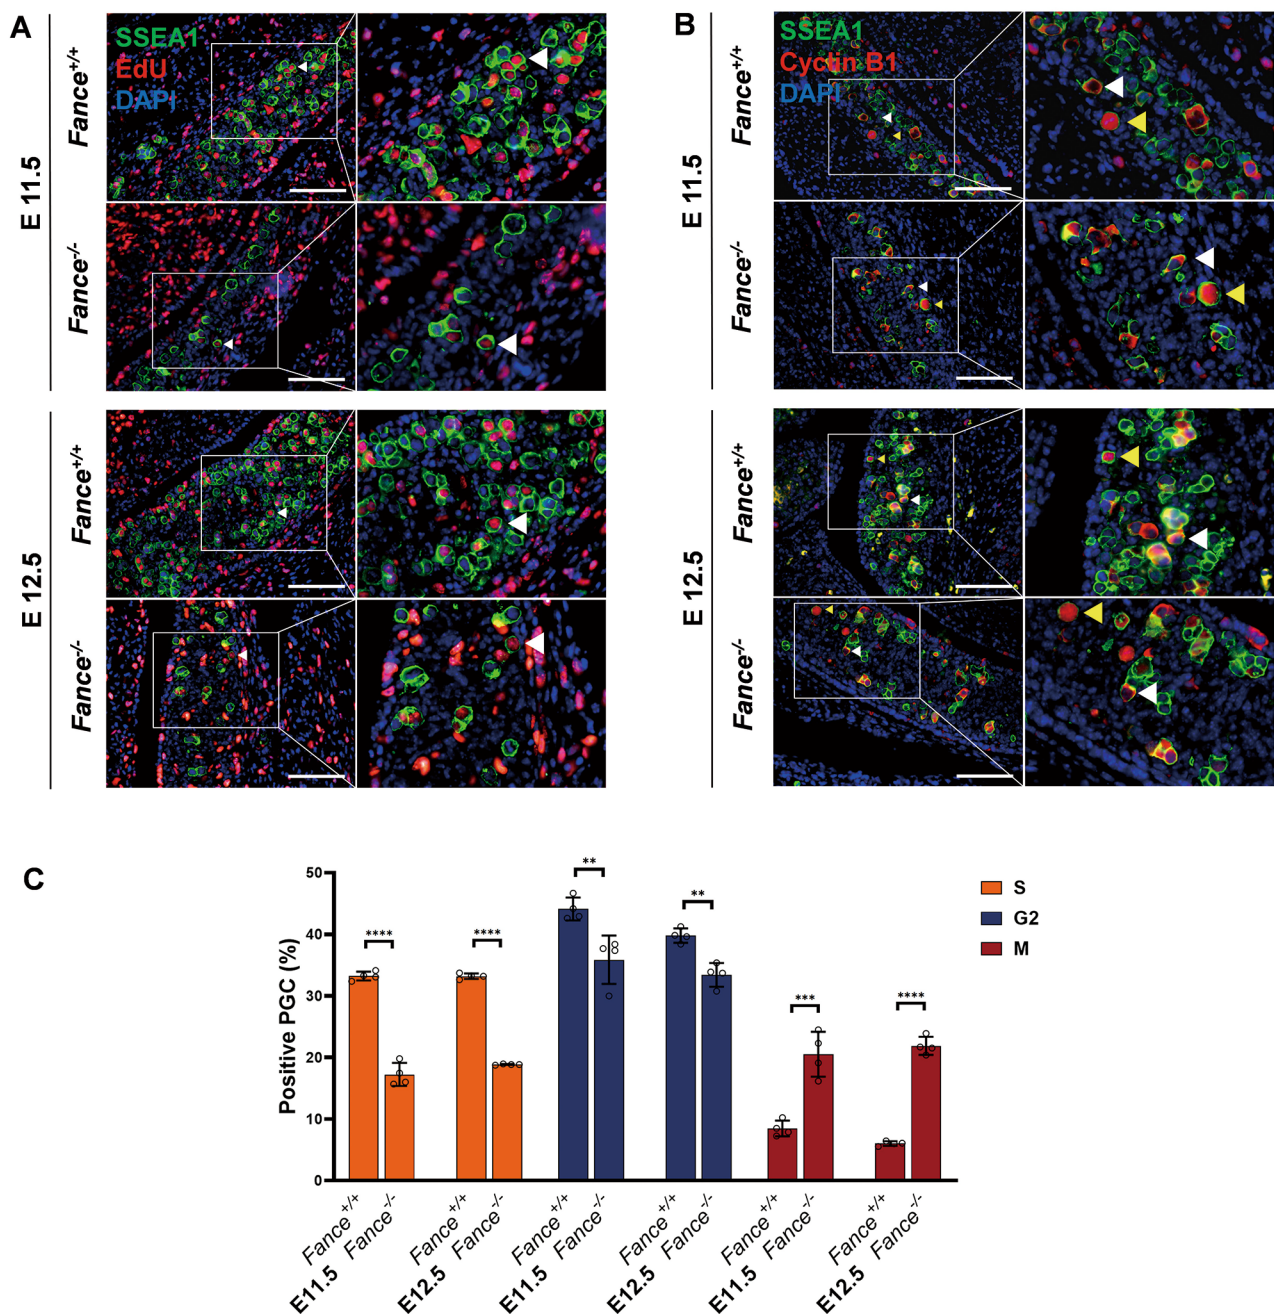 A
SSEA1
EdU
DAPI
Fance+/+
E 11.5
Fance-/-
Fance+/+
E 12.5
Fance-/-
B
SSEA1
Cyctin B1
DAPI
Fance+/+
E 11.5
Fance-/-
Fance+/+
E 12.5
Fance-/-
C
Positive PGC (%)
50
40
30
20
10
0
**** **** ** ** *** ****
S
G2
M
Fance+/+ Fance-/- Fance+/+ Fance-/- Fance+/+ Fance-/- Fance+/+ Fance-/- Fance+/+ Fance-/- Fance+/+ Fance-/-
E11.5 E12.5 E11.5 E12.5 E11.5 E12.5